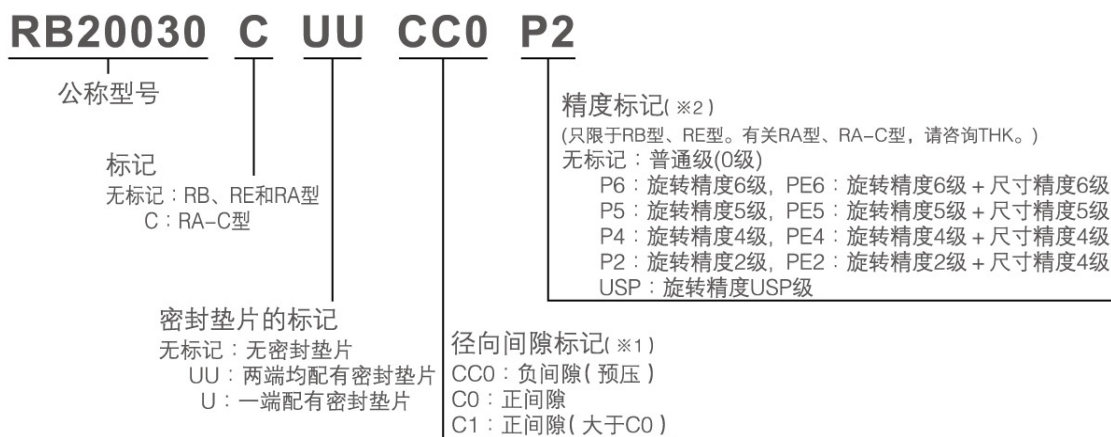 RB20030 C UU CC0 P2
公称型号
标记
无标记：RB、RE和RA型
C：RA-C型
密封垫片的标记
无标记：无密封垫片
UU：两端均配有密封垫片
U：一端配有密封垫片
径向间隙标记(※1)
CC0：负间隙(预压)
C0：正间隙
C1：正间隙(大于C0)
精度标记(※2)
(只限于RB型、RE型。有关RA型、RA-C型，请咨询THK。)
无标记：普通级(0级)
P6：旋转精度6级, PE6：旋转精度6级+尺寸精度6级
P5：旋转精度5级, PE5：旋转精度5级+尺寸精度5级
P4：旋转精度4级, PE4：旋转精度4级+尺寸精度4级
P2：旋转精度2级, PE2：旋转精度2级+尺寸精度4级
USP：旋转精度USP级